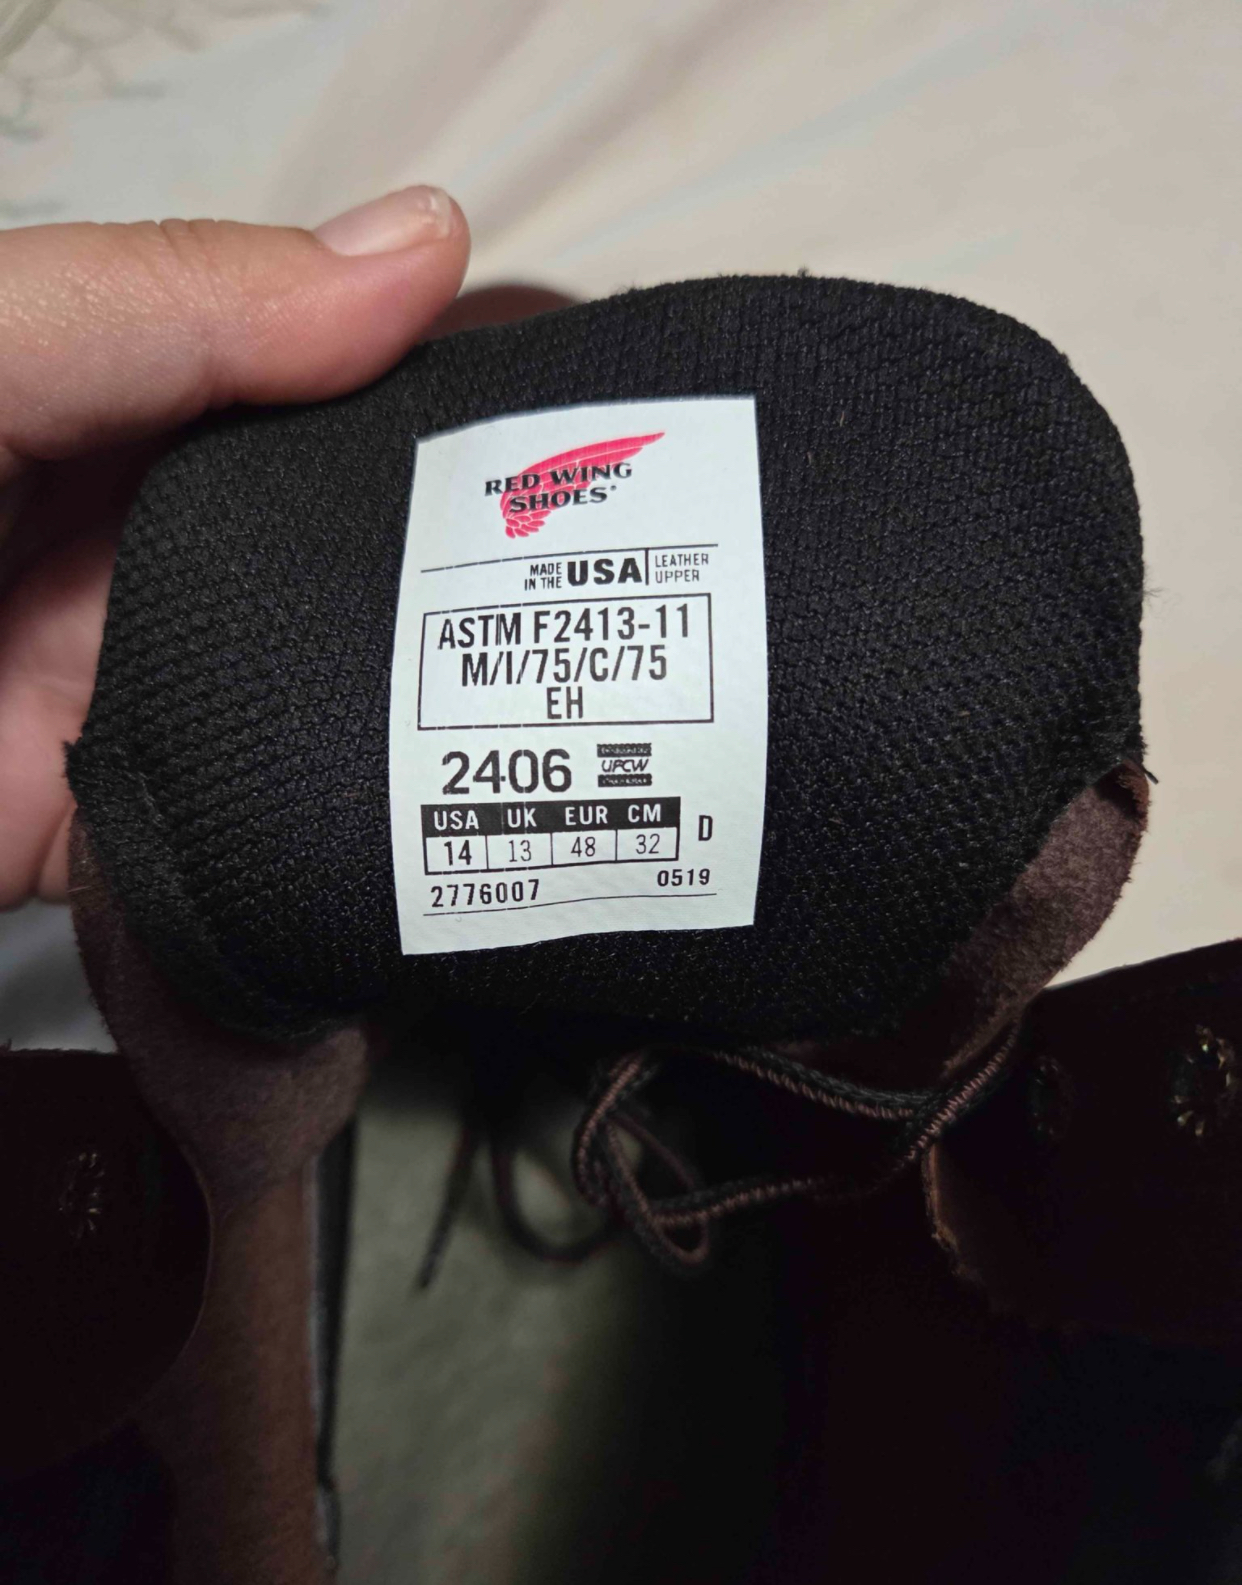 RED WING
SHOES®
MADE IN THE USA LEATHER UPPER
ASTM F2413-11
M/I/75/C/75
EH
2406 UFCW
USA UK EUR CM
14 13 48 32 D
2776007 0519